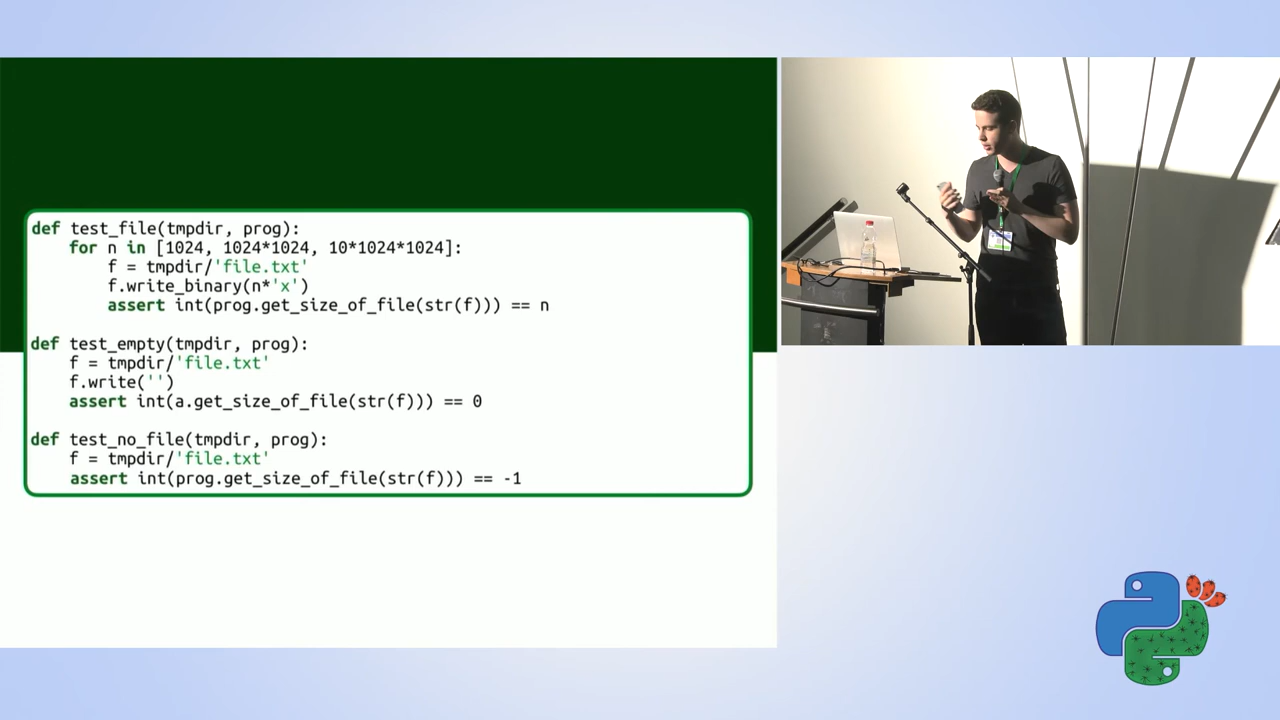 def test_file(tmpdir, prog):
    for n in [1024, 1024*1024, 10*1024*1024]:
        f = tmpdir/'file.txt'
        f.write_binary(n*'x')
        assert int(prog.get_size_of_file(str(f))) == n
def test_empty(tmpdir, prog):
    f = tmpdir/'file.txt'
    f.write('')
    assert int(a.get_size_of_file(str(f))) == 0
def test_no_file(tmpdir, prog):
    f = tmpdir/'file.txt'
    assert int(prog.get_size_of_file(str(f))) == -1